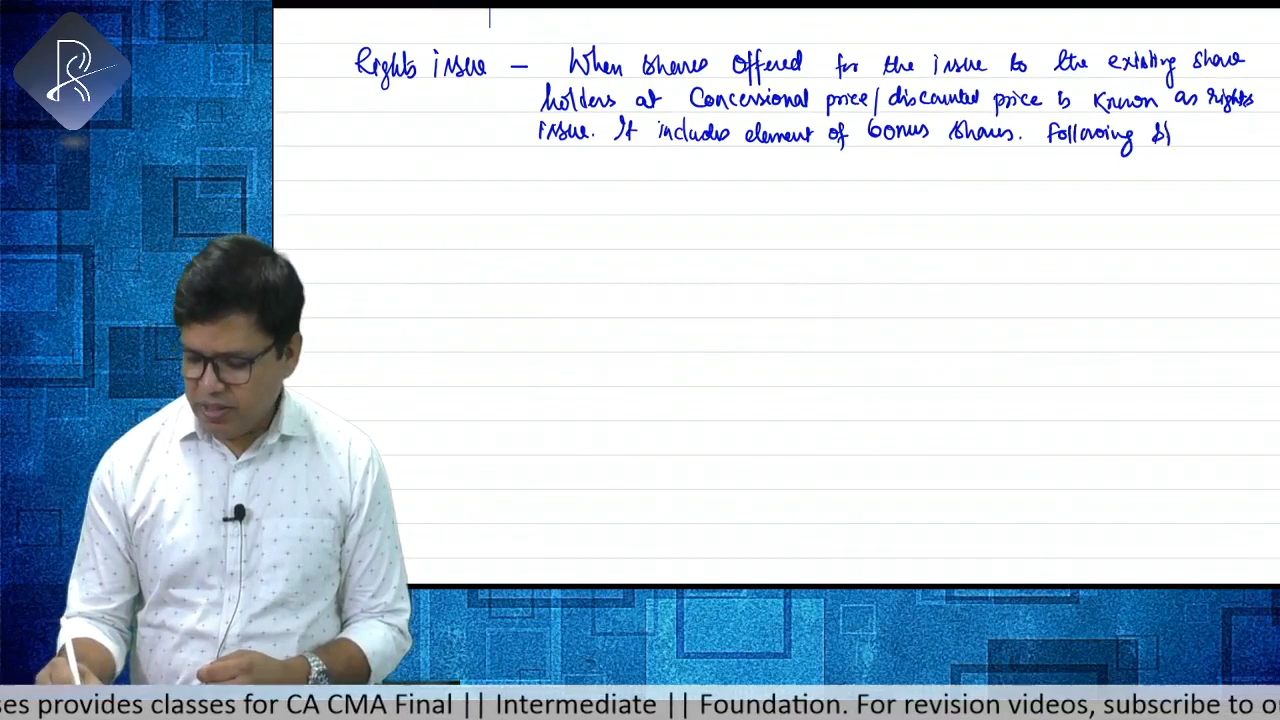 Rights issue — When shares offered for the issue to the existing share
holders at Concessional price/discounted price is known as rights
issue. It includes element of bonus shares. Following
ses provides classes for CA CMA Final || Intermediate || Foundation. For revision videos, subscribe to o